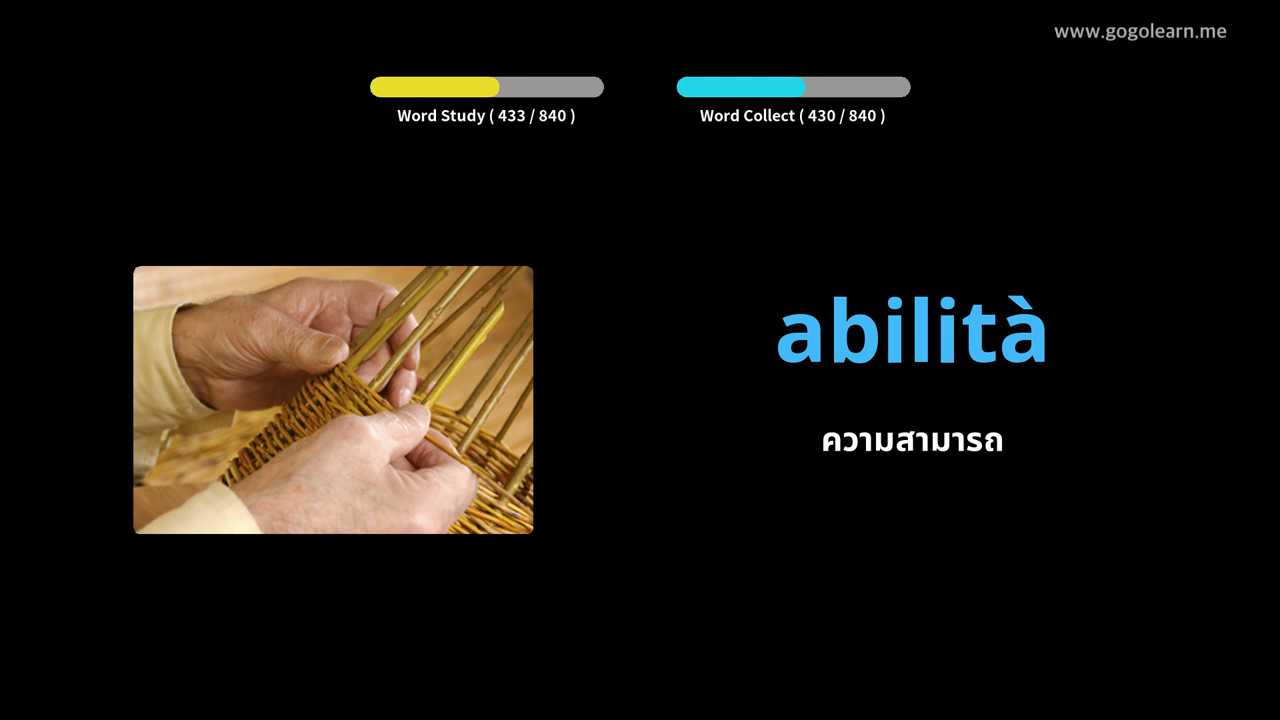 www.gogolearn.me
Word Study ( 433 / 840 )
Word Collect ( 430 / 840 )
abilità
ความสามารถ